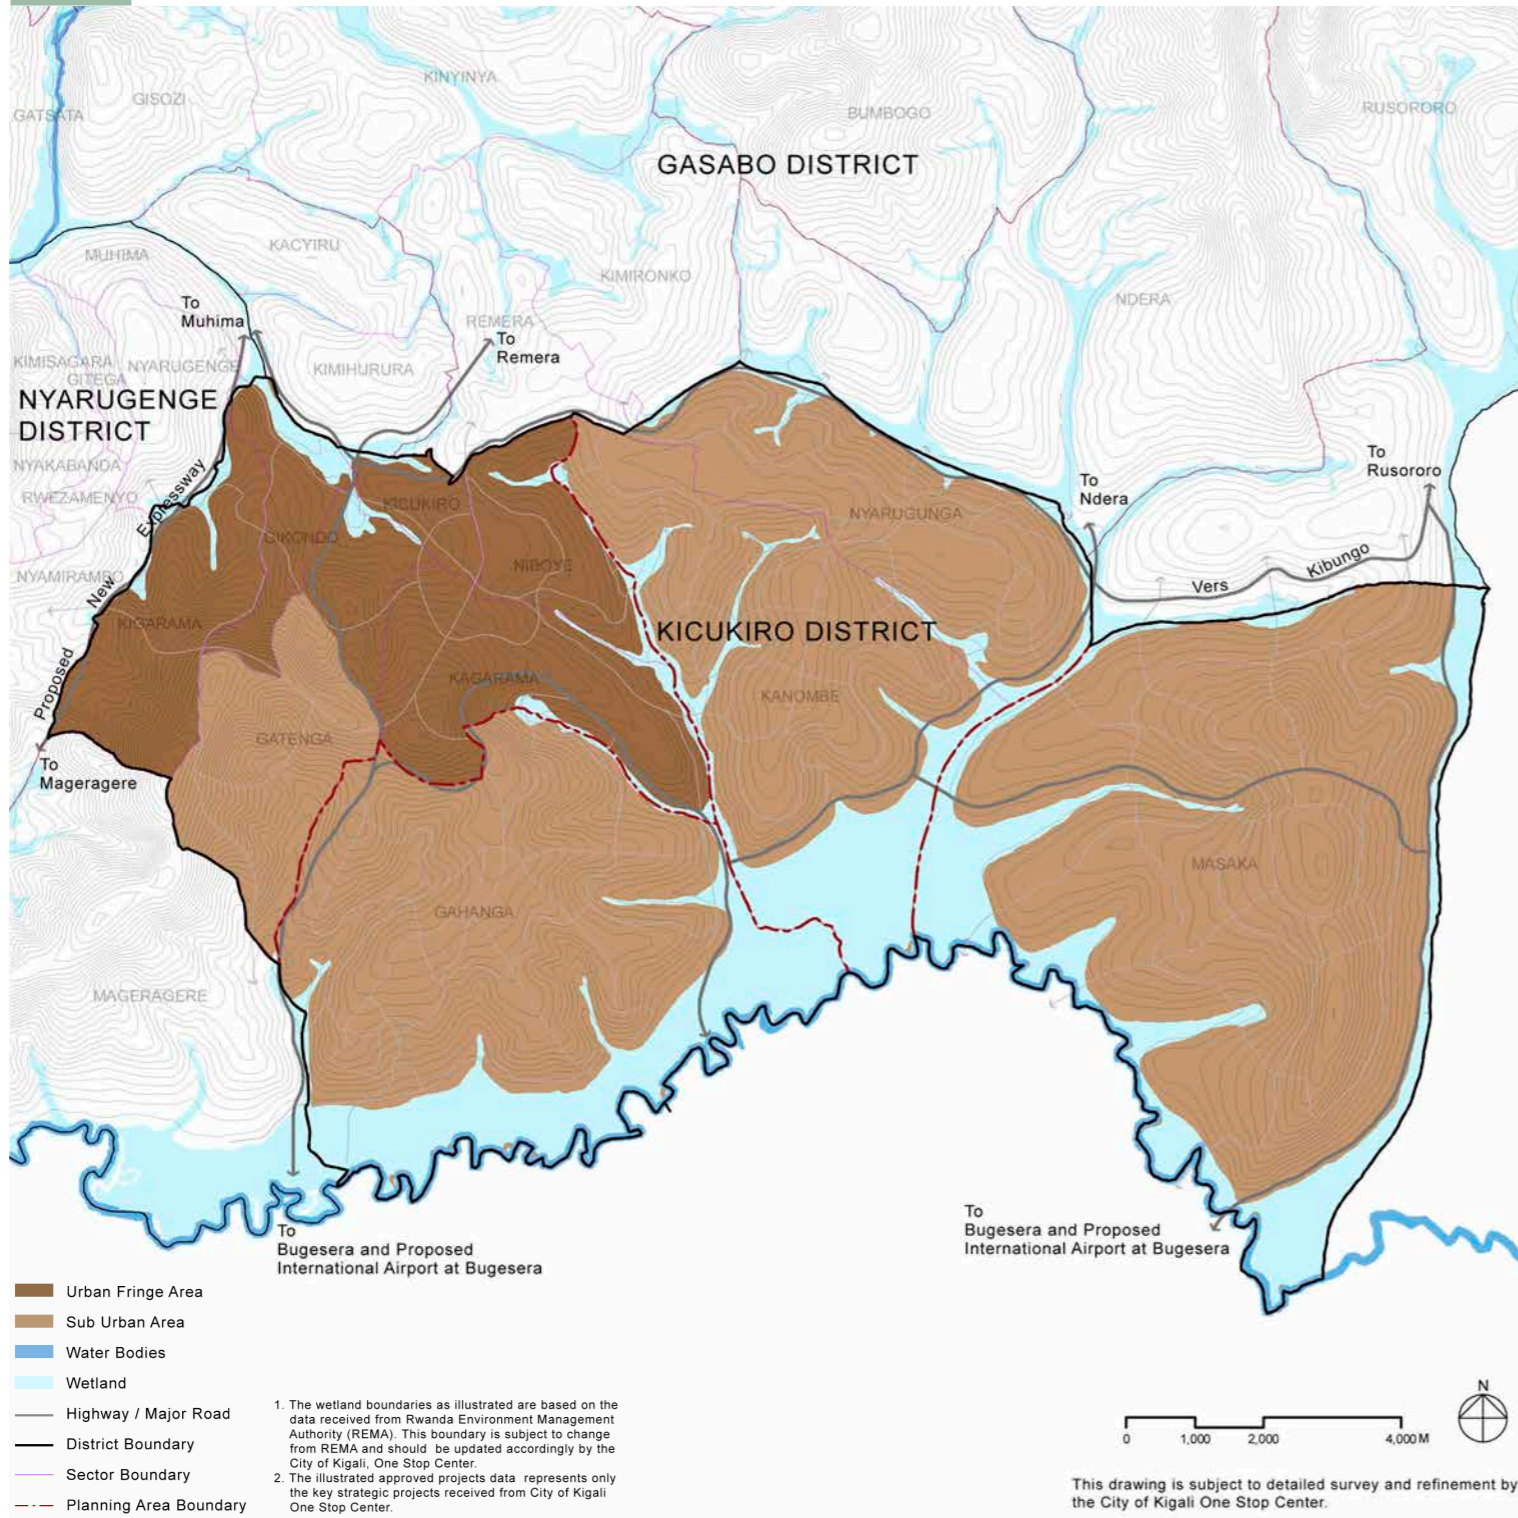 KINYINYA
GISOZI
GATSATA
BUMBOGO
RUSORORO
GASABO DISTRICT
MUHIMA
KACYIRU
KIMIRONKO
NDERA
To
Muhima
REMERA
To
Remera
KIMISAGARA
NYARUGENGE
GITEGA
KIMIHURURA
NYARUGENGE
DISTRICT
NYAKABANDA
RWEZAMENYO
NYAMIRAMBO
Proposed New Expressway
To
Rusororo
To
Ndera
KICUKIRO
NYARUGUNGA
GIKONDO
NIBOYE
Vers Kibungo
KIGARAMA
KICUKIRO DISTRICT
KAGARAMA
KANOMBE
GATENGA
To
Mageragere
MASAKA
GAHANGA
MAGERAGERE
To
Bugesera and Proposed
International Airport at Bugesera
To
Bugesera and Proposed
International Airport at Bugesera
Urban Fringe Area
Sub Urban Area
Water Bodies
Wetland
Highway / Major Road
District Boundary
Sector Boundary
Planning Area Boundary
1. The wetland boundaries as illustrated are based on the
data received from Rwanda Environment Management
Authority (REMA). This boundary is subject to change
from REMA and should be updated accordingly by the
City of Kigali, One Stop Center.
2. The illustrated approved projects data represents only
the key strategic projects received from City of Kigali
One Stop Center.
N
0 1,000 2,000 4,000 M
This drawing is subject to detailed survey and refinement by
the City of Kigali One Stop Center.